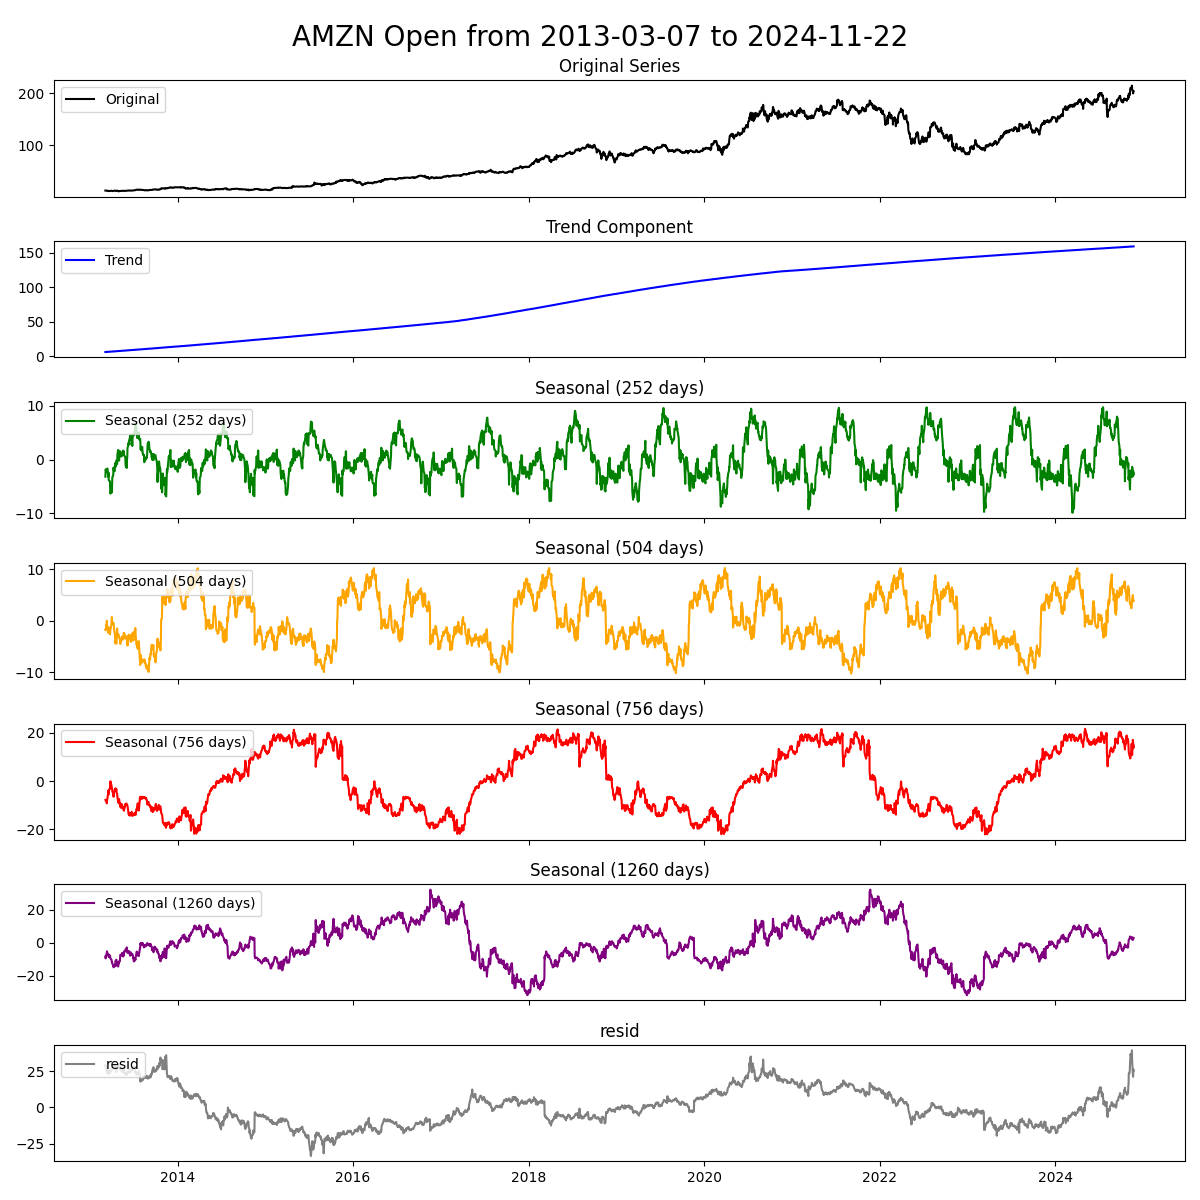 AMZN Open from 2013-03-07 to 2024-11-22
Original Series
Original
200
100
Trend Component
Trend
150
100
50
0
Seasonal (252 days)
Seasonal (252 days)
10
0
−10
Seasonal (504 days)
Seasonal (504 days)
10
0
−10
Seasonal (756 days)
Seasonal (756 days)
20
0
−20
Seasonal (1260 days)
Seasonal (1260 days)
20
0
−20
resid
resid
25
0
−25
2014 2016 2018 2020 2022 2024